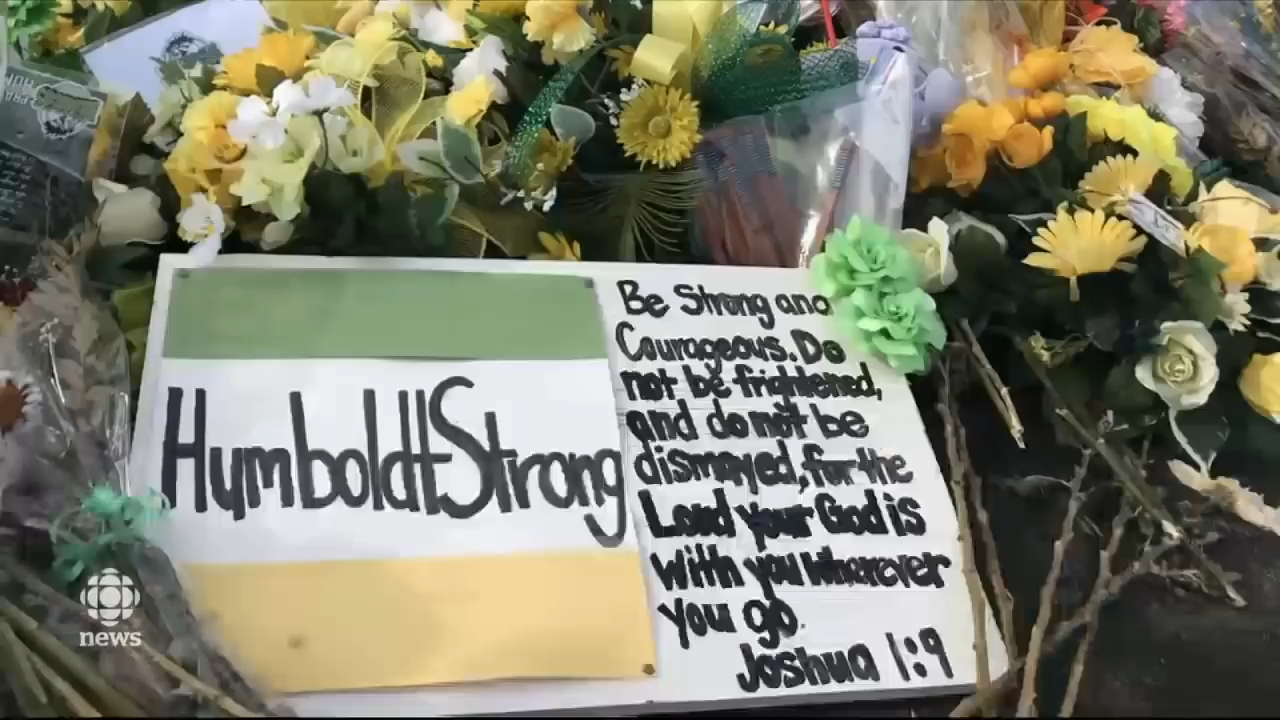 HumboldtStrong
Be Strong and
Courageous. Do
not be frightened,
and do not be
dismayed, for the
Lord your God is
with you wherever
you go.
Joshua 1:9
news